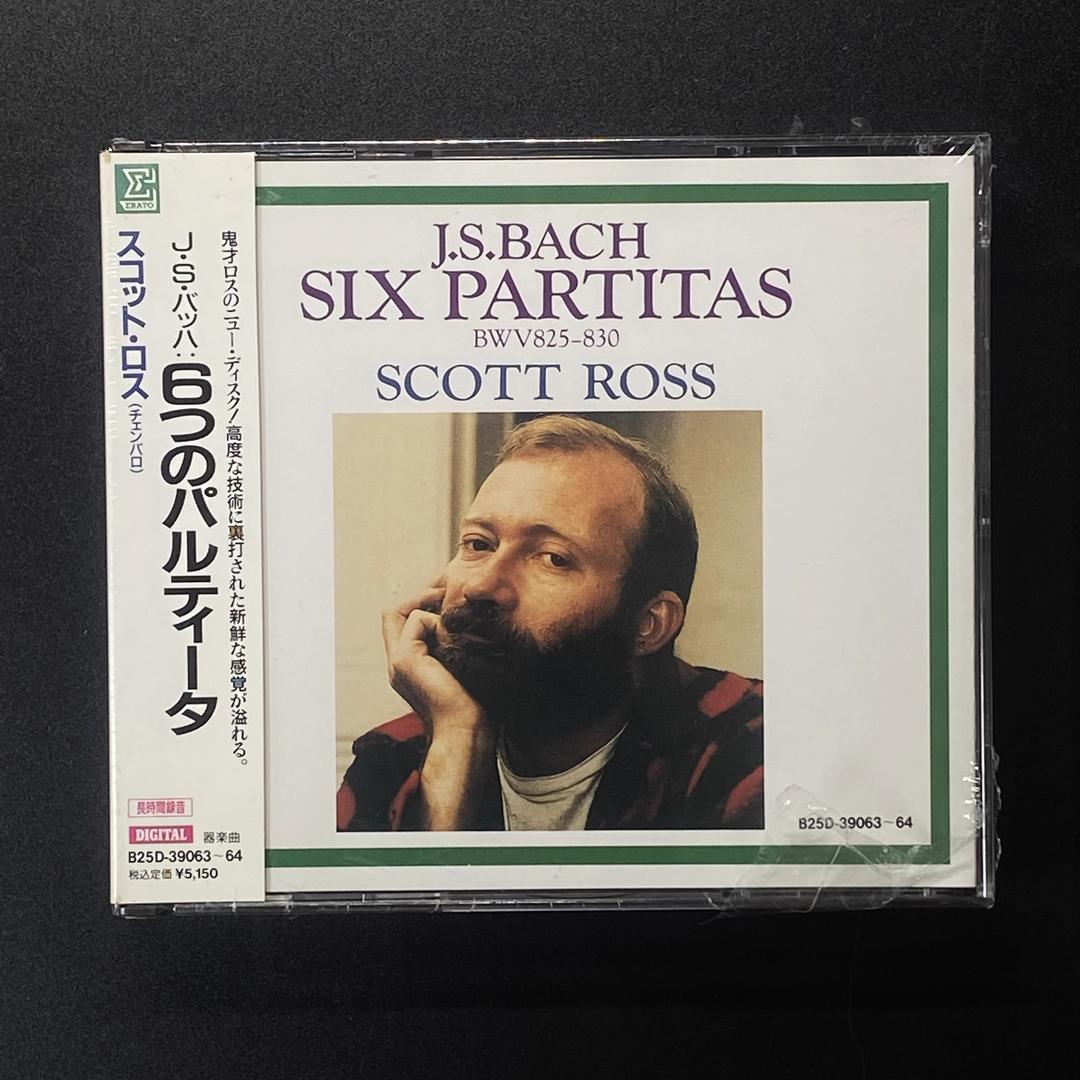 ERATO
鬼才ロスのニュー・ディスク!高度な技術に裏打された新鮮な感覚が溢れる。
J・S・バッハ:6つのパルティータ
スコット・ロス(チェンバロ)
長時間録音
DIGITAL 器楽曲
B25D-39063~64
税込定価 ¥5,150
J.S.BACH
SIX PARTITAS
BWV825-830
SCOTT ROSS
B25D-39063~64